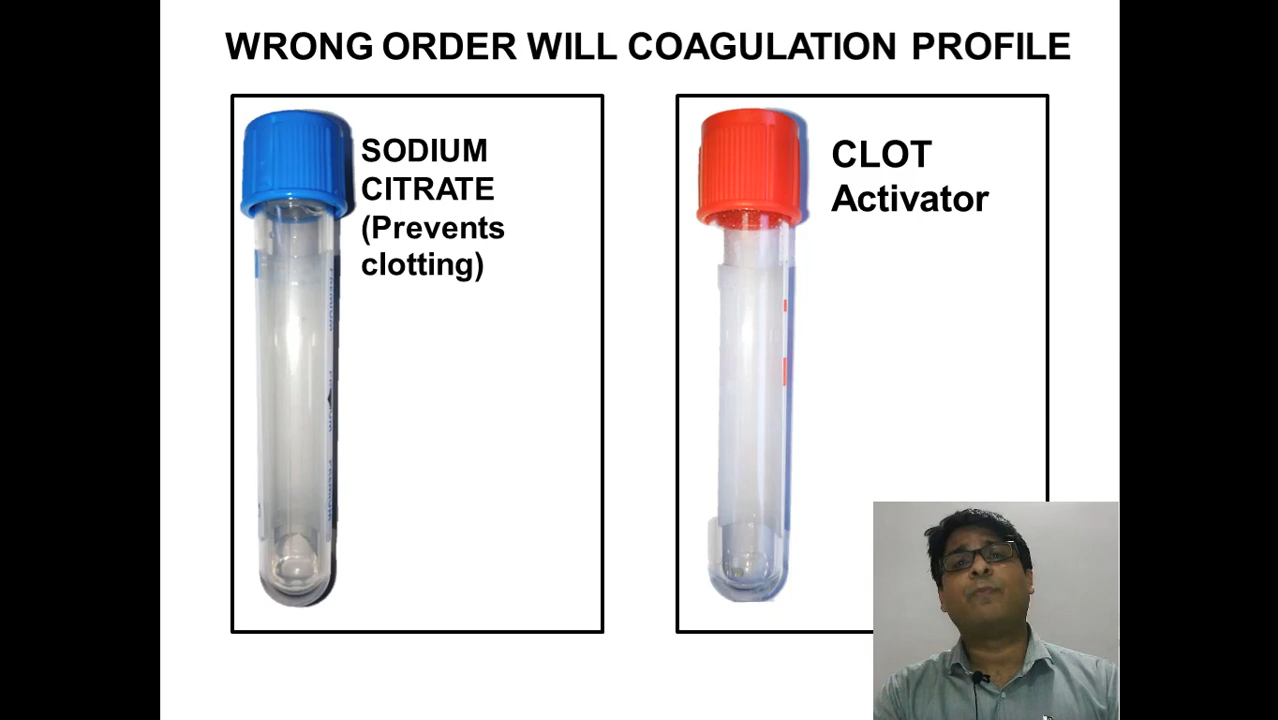 WRONG ORDER WILL COAGULATION PROFILE
SODIUM
CITRATE
(Prevents
clotting)
CLOT
Activator